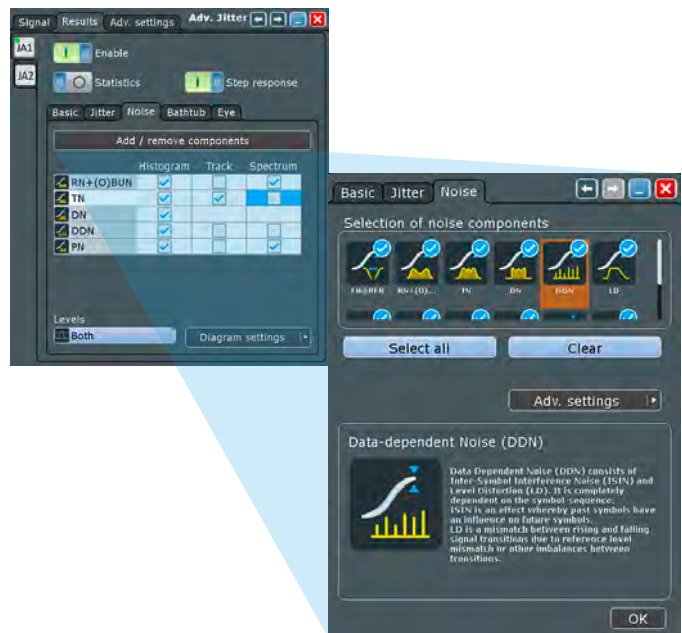 Signal Results Adv. settings Adv. Jitter
JA1
Enable
JA2
Statistics Step response
Basic Jitter Noise Bathtub Eye
Add / remove components
Histogram Track Spectrum
RN+(O)BUN
TN
DN
DDN
PN
Levels
Both Diagram settings
Basic Jitter Noise
Selection of noise components
RN+(O)... TN DN DDN LD
Select all Clear
Adv. settings
Data-dependent Noise (DDN)
Data Dependent Noise (DDN) consists of
Inter-Symbol Interference Noise (ISIN) and
Level Distortion (LD). It is completely
dependent on the symbol-sequence.
ISIN is an effect whereby past symbols have
an influence on future symbols.
LD is a mismatch between rising and falling
signal transitions due to reference level
mismatch or other imbalances between
transitions.
OK